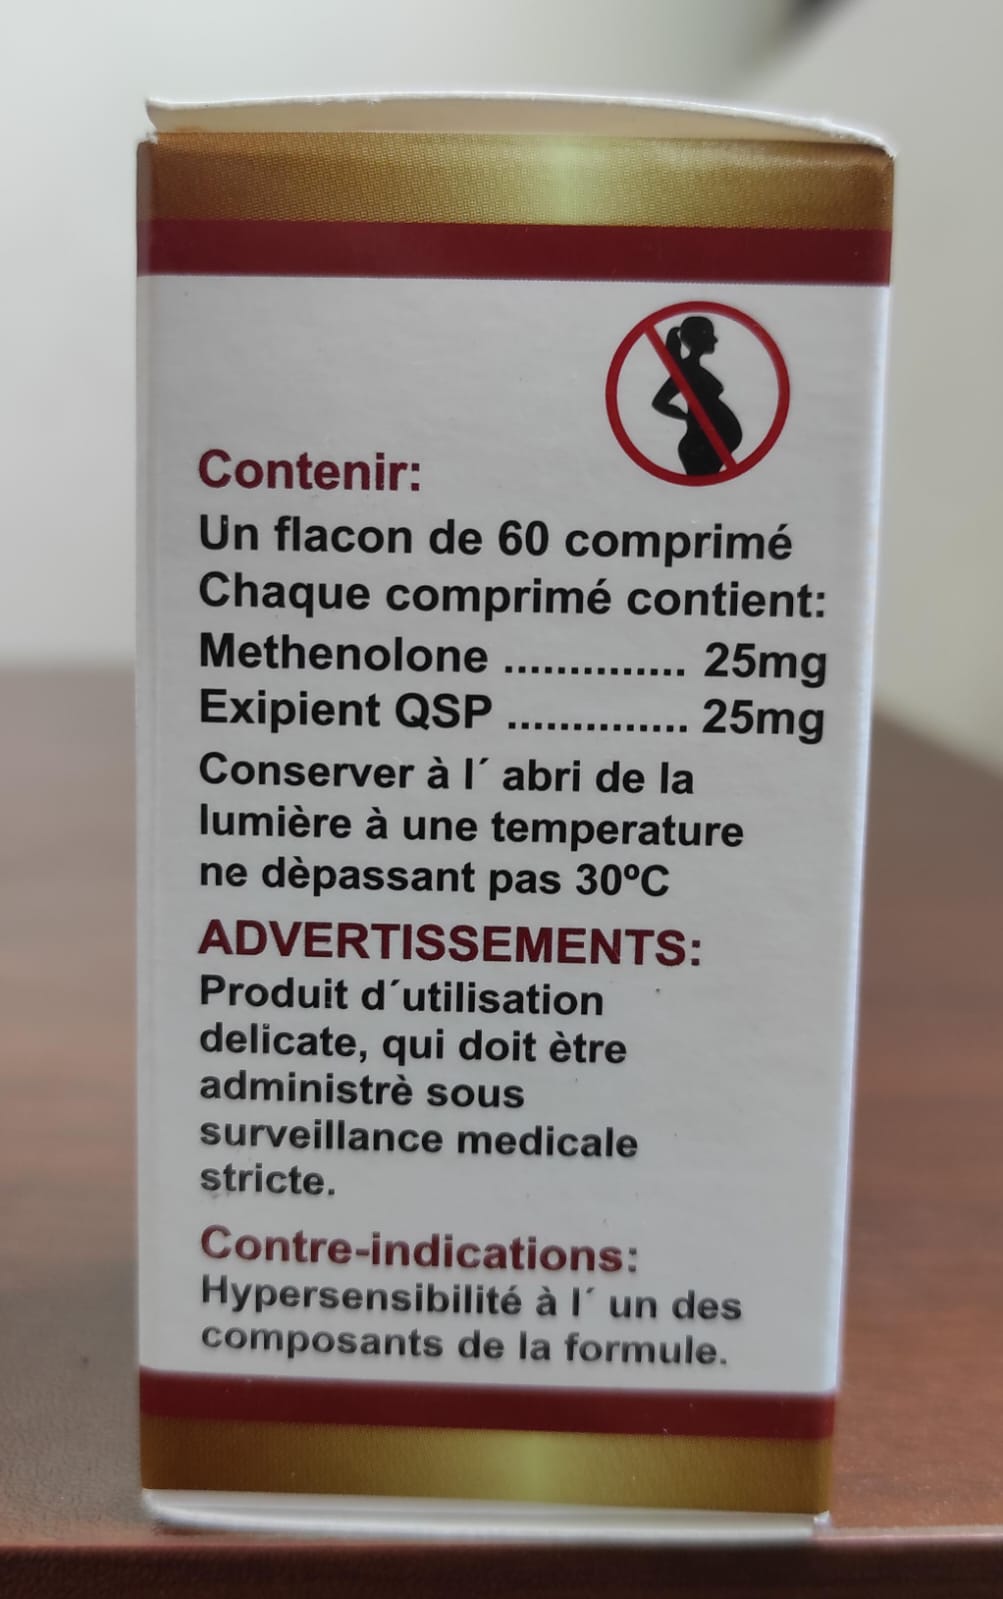 Contenir:
Un flacon de 60 comprimé
Chaque comprimé contient:
Methenolone .............. 25mg
Exipient QSP .............. 25mg
Conserver à l´ abri de la
lumière à une temperature
ne dèpassant pas 30ºC
ADVERTISSEMENTS:
Produit d´utilisation
delicate, qui doit ètre
administrè sous
surveillance medicale
stricte.
Contre-indications:
Hypersensibilité à l´ un des
composants de la formule.